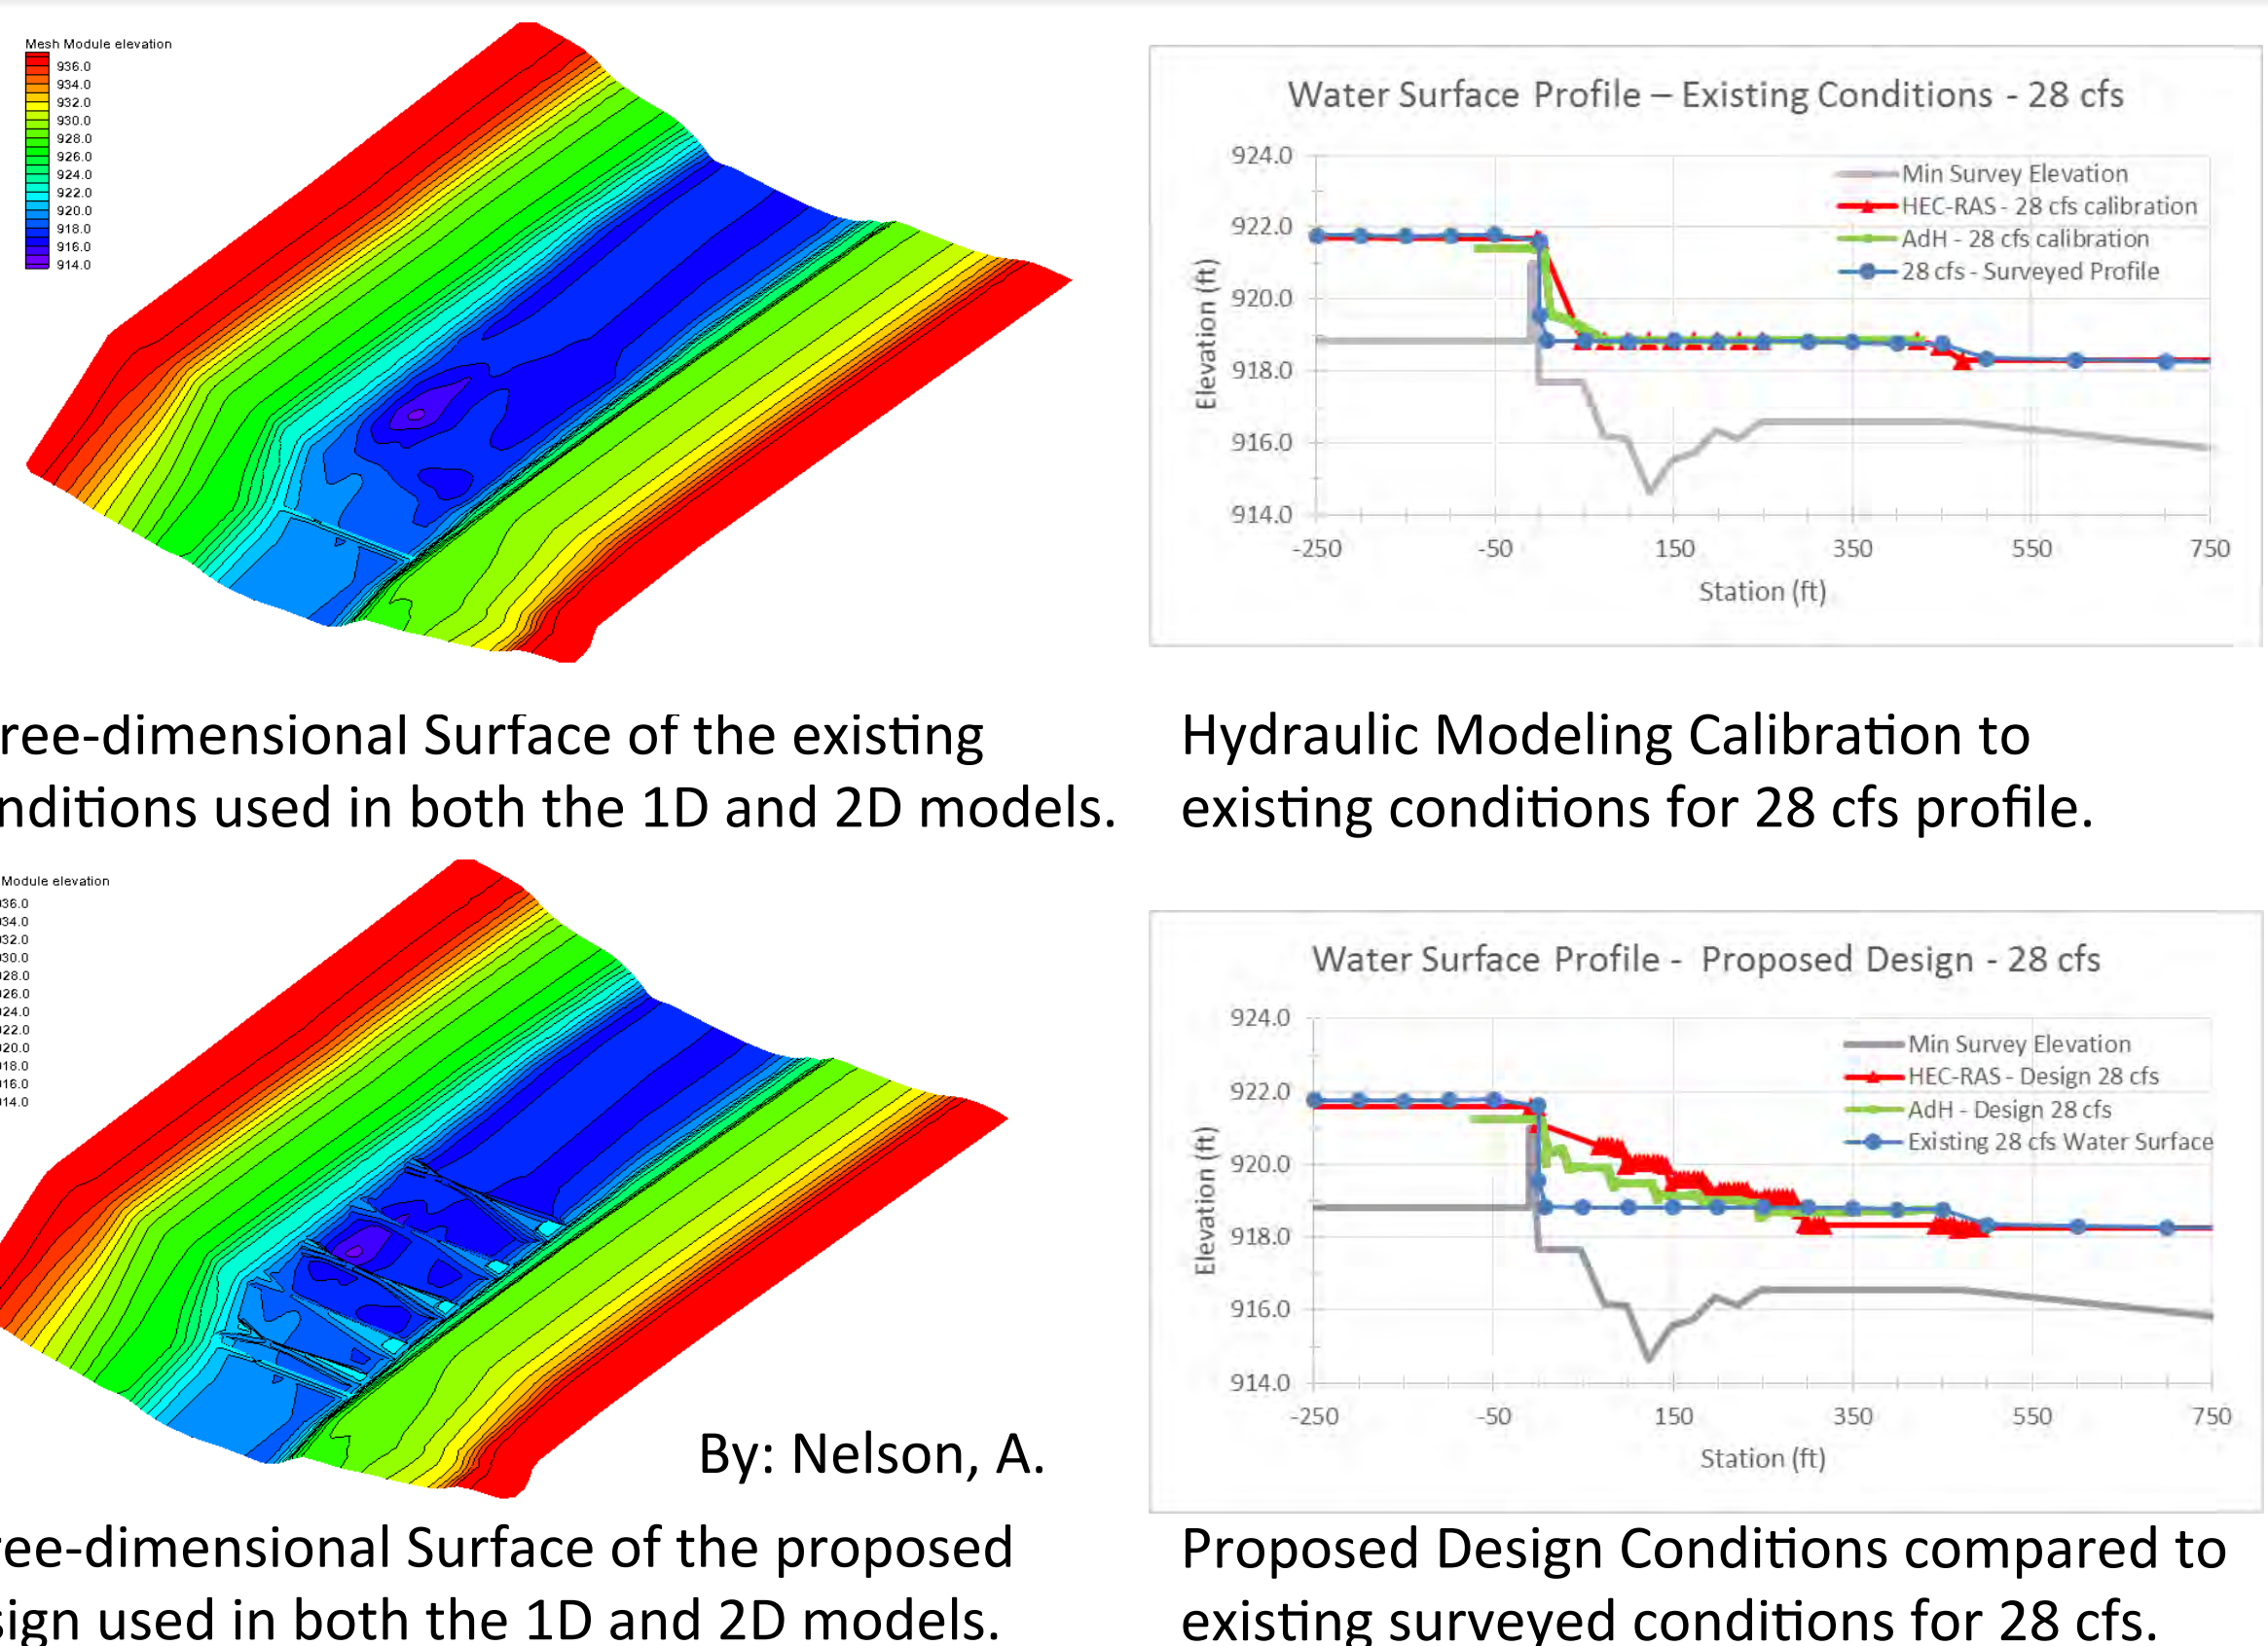 Mesh Module elevation
936.0
934.0
932.0
930.0
928.0
926.0
924.0
922.0
920.0
918.0
916.0
914.0
Water Surface Profile – Existing Conditions - 28 cfs
924.0
922.0
920.0
918.0
916.0
914.0
Elevation (ft)
-250 -50 150 350 550 750
Station (ft)
Min Survey Elevation
HEC-RAS - 28 cfs calibration
AdH - 28 cfs calibration
28 cfs - Surveyed Profile
ree-dimensional Surface of the existing
nditions used in both the 1D and 2D models.
Hydraulic Modeling Calibration to
existing conditions for 28 cfs profile.
Module elevation
36.0
34.0
32.0
30.0
28.0
26.0
24.0
22.0
20.0
18.0
16.0
14.0
By: Nelson, A.
Water Surface Profile - Proposed Design - 28 cfs
924.0
922.0
920.0
918.0
916.0
914.0
Elevation (ft)
-250 -50 150 350 550 750
Station (ft)
Min Survey Elevation
HEC-RAS - Design 28 cfs
AdH - Design 28 cfs
Existing 28 cfs Water Surface
ree-dimensional Surface of the proposed
sign used in both the 1D and 2D models.
Proposed Design Conditions compared to
existing surveyed conditions for 28 cfs.